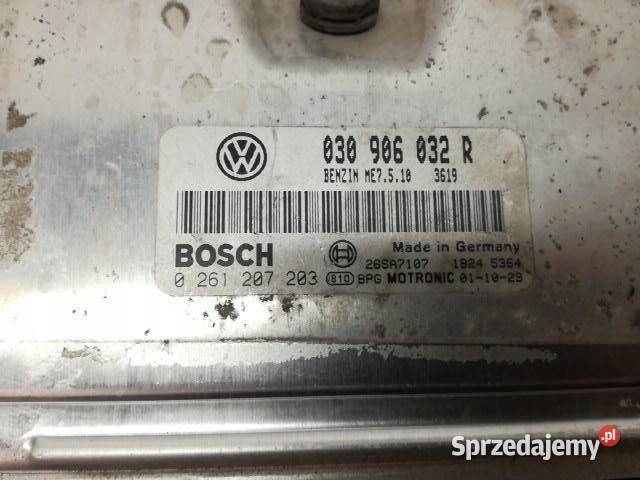 VW
030 906 032 R
BENZIN ME7.5.10 3619
BOSCH
Made in Germany
26SA7107 1924 5364
0 261 207 203 810 BPG MOTRONIC 01-10-29
Sprzedajemy.pl